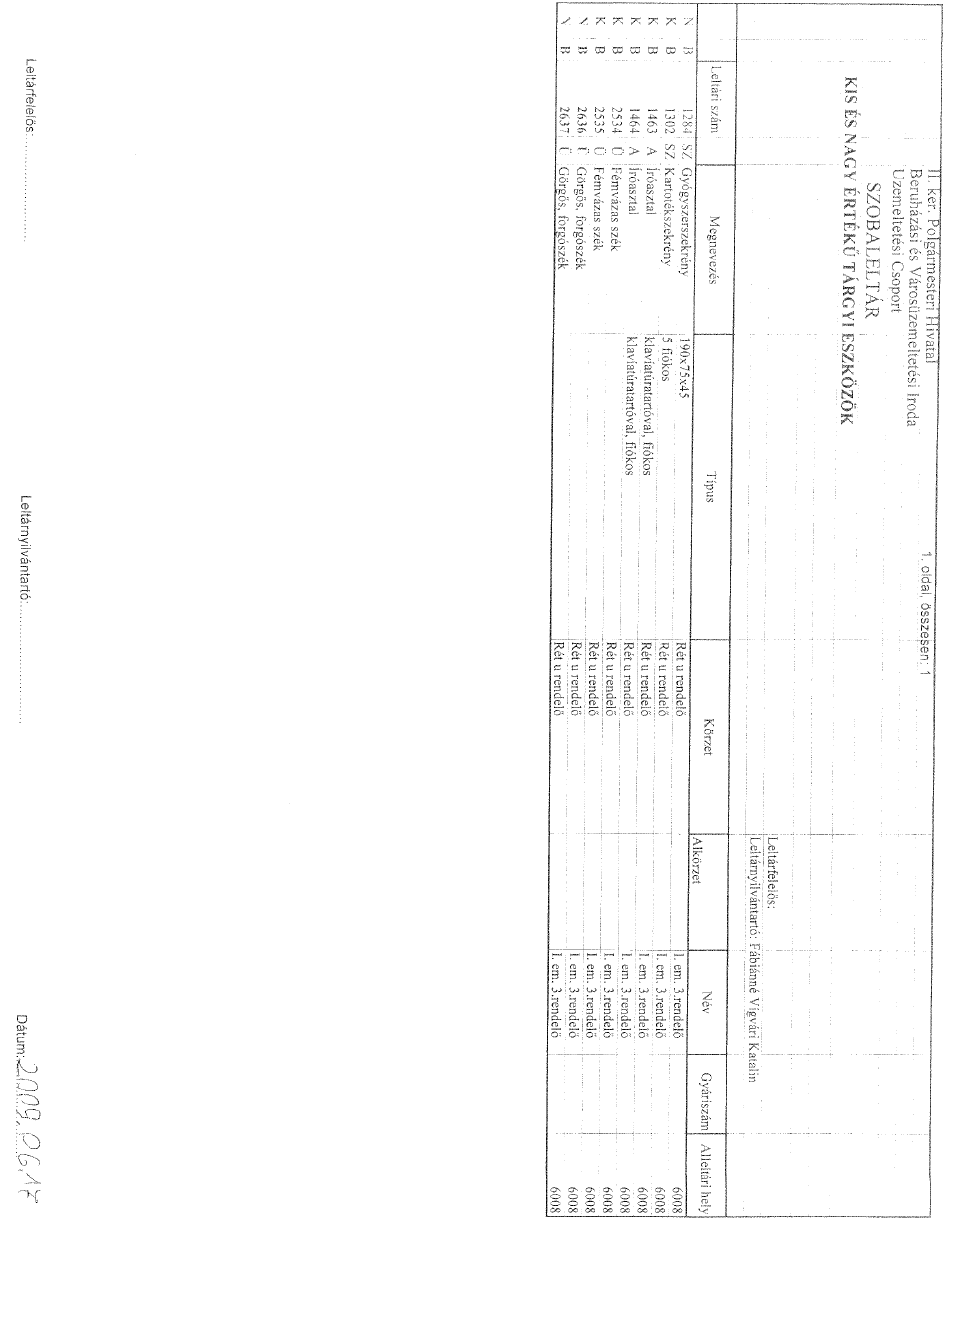 II. ker. Polgármesteri Hivatal
Beruházási és Városüzemeltetési Iroda
Üzemeltetési Csoport
1. oldal, összesen: 1
SZOBALELTÁR
KIS ÉS NAGY ÉRTÉKŰ TÁRGYI ESZKÖZÖK
Leltárfelelős:
Leltárnyilvántartó: Fábiánné Vígvári Katalin
Leltári szám Megnevezés Típus Körzet Alkörzet Név Gyáriszám Alleltári hely
N B 1284 SZ Gyógyszerszekrény 190x75x45 Rét u rendelő I. em. 3.rendelő 6008
K B 1302 SZ Kartotékszekrény 5 fiókos Rét u rendelő I. em. 3.rendelő 6008
K B 1463 A Íróasztal klaviatúratartóval, fiókos Rét u rendelő I. em. 3.rendelő 6008
K B 1464 A Íróasztal klaviatúratartóval, fiókos Rét u rendelő I. em. 3.rendelő 6008
K B 2534 Ü Fémvázas szék Rét u rendelő I. em. 3.rendelő 6008
K B 2535 Ü Fémvázas szék Rét u rendelő I. em. 3.rendelő 6008
N B 2636 Ü Görgős, forgószék Rét u rendelő I. em. 3.rendelő 6008
N B 2637 Ü Görgős, forgószék Rét u rendelő I. em. 3.rendelő 6008
Leltárfelelős:.......................... Leltárnyilvántartó:.......................... Dátum: 2009.06.17